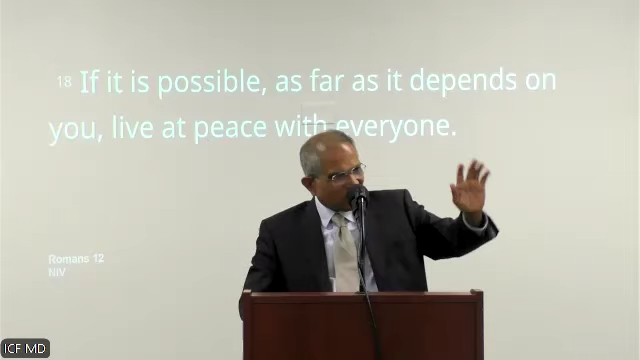 18 If it is possible, as far as it depends on
you, live at peace with everyone.
Romans 12
NIV
ICF MD